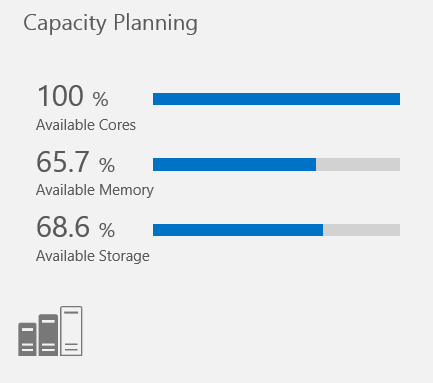 Capacity Planning
100 %
Available Cores
65.7 %
Available Memory
68.6 %
Available Storage